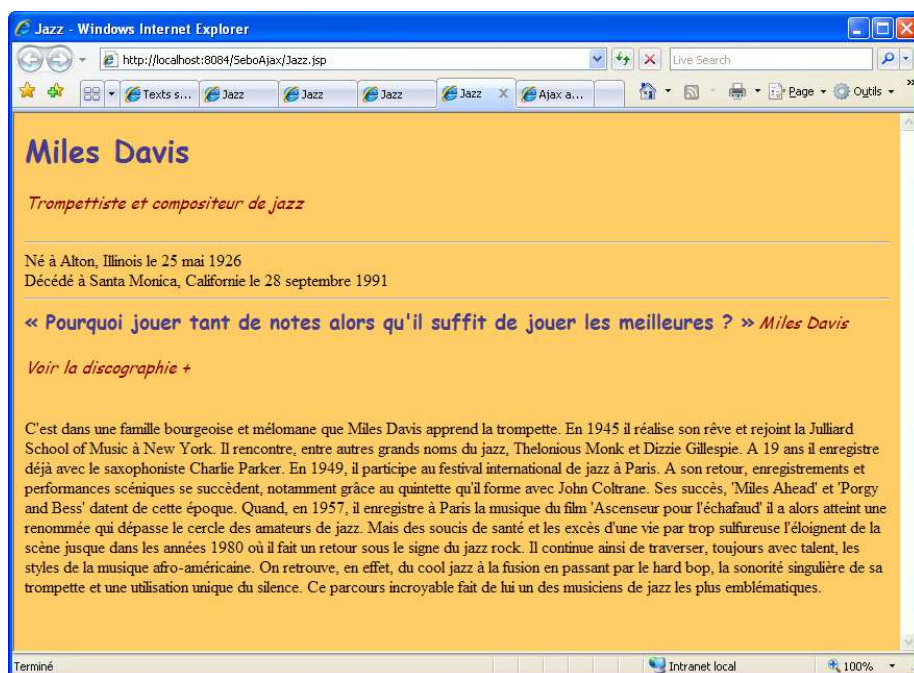 Jazz - Windows Internet Explorer
http://localhost:8084/SeboAjax/Jazz.jsp
Live Search
Texts s...
Jazz
Jazz
Jazz
Jazz
Ajax a...
Page
Outils
Miles Davis
Trompettiste et compositeur de jazz
Né à Alton, Illinois le 25 mai 1926
Décédé à Santa Monica, Californie le 28 septembre 1991
« Pourquoi jouer tant de notes alors qu'il suffit de jouer les meilleures ? » Miles Davis
Voir la discographie +
C'est dans une famille bourgeoise et mélomane que Miles Davis apprend la trompette. En 1945 il réalise son rêve et rejoint la Julliard
School of Music à New York. Il rencontre, entre autres grands noms du jazz, Thelonious Monk et Dizzie Gillespie. A 19 ans il enregistre
déjà avec le saxophoniste Charlie Parker. En 1949, il participe au festival international de jazz à Paris. A son retour, enregistrements et
performances scéniques se succèdent, notamment grâce au quintette qu'il forme avec John Coltrane. Ses succès, 'Miles Ahead' et 'Porgy
and Bess' datent de cette époque. Quand, en 1957, il enregistre à Paris la musique du film 'Ascenseur pour l'échafaud' il a alors atteint une
renommée qui dépasse le cercle des amateurs de jazz. Mais des soucis de santé et les excès d'une vie par trop sulfureuse l'éloignent de la
scène jusque dans les années 1980 où il fait un retour sous le signe du jazz rock. Il continue ainsi de traverser, toujours avec talent, les
styles de la musique afro-américaine. On retrouve, en effet, du cool jazz à la fusion en passant par le hard bop, la sonorité singulière de sa
trompette et une utilisation unique du silence. Ce parcours incroyable fait de lui un des musiciens de jazz les plus emblématiques.
Terminé
Intranet local
100%